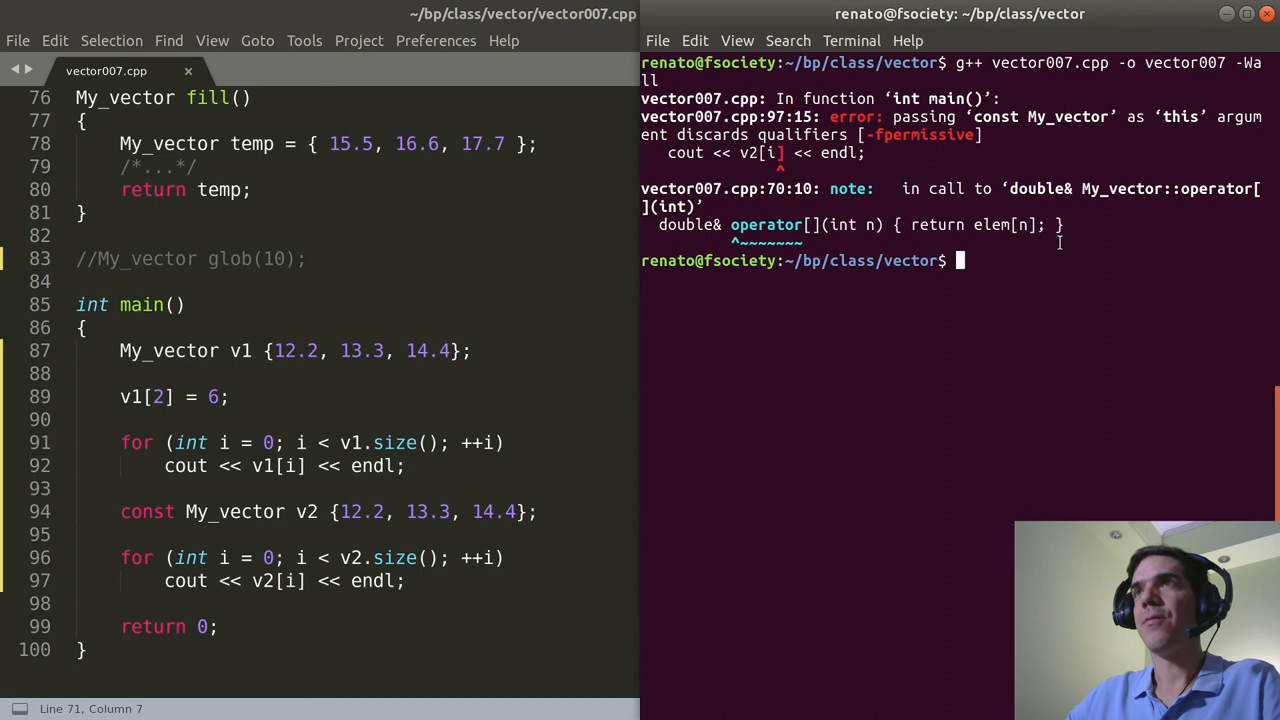 ~/bp/class/vector/vector007.cpp
File Edit Selection Find View Goto Tools Project Preferences Help
vector007.cpp ×
76 My_vector fill()
77 {
78 My_vector temp = { 15.5, 16.6, 17.7 };
79 /*...*/
80 return temp;
81 }
82
83 //My_vector glob(10);
84
85 int main()
86 {
87 My_vector v1 {12.2, 13.3, 14.4};
88
89 v1[2] = 6;
90
91 for (int i = 0; i < v1.size(); ++i)
92 cout << v1[i] << endl;
93
94 const My_vector v2 {12.2, 13.3, 14.4};
95
96 for (int i = 0; i < v2.size(); ++i)
97 cout << v2[i] << endl;
98
99 return 0;
100 }
Line 71, Column 7
renato@fsociety: ~/bp/class/vector
File Edit View Search Terminal Help
renato@fsociety:~/bp/class/vector$ g++ vector007.cpp -o vector007 -Wa
ll
vector007.cpp: In function ‘int main()’:
vector007.cpp:97:15: error: passing ‘const My_vector’ as ‘this’ argum
ent discards qualifiers [-fpermissive]
cout << v2[i] << endl;
^
vector007.cpp:70:10: note:   in call to ‘double& My_vector::operator[
](int)’
double& operator[](int n) { return elem[n]; }
^~~~~~~~
renato@fsociety:~/bp/class/vector$